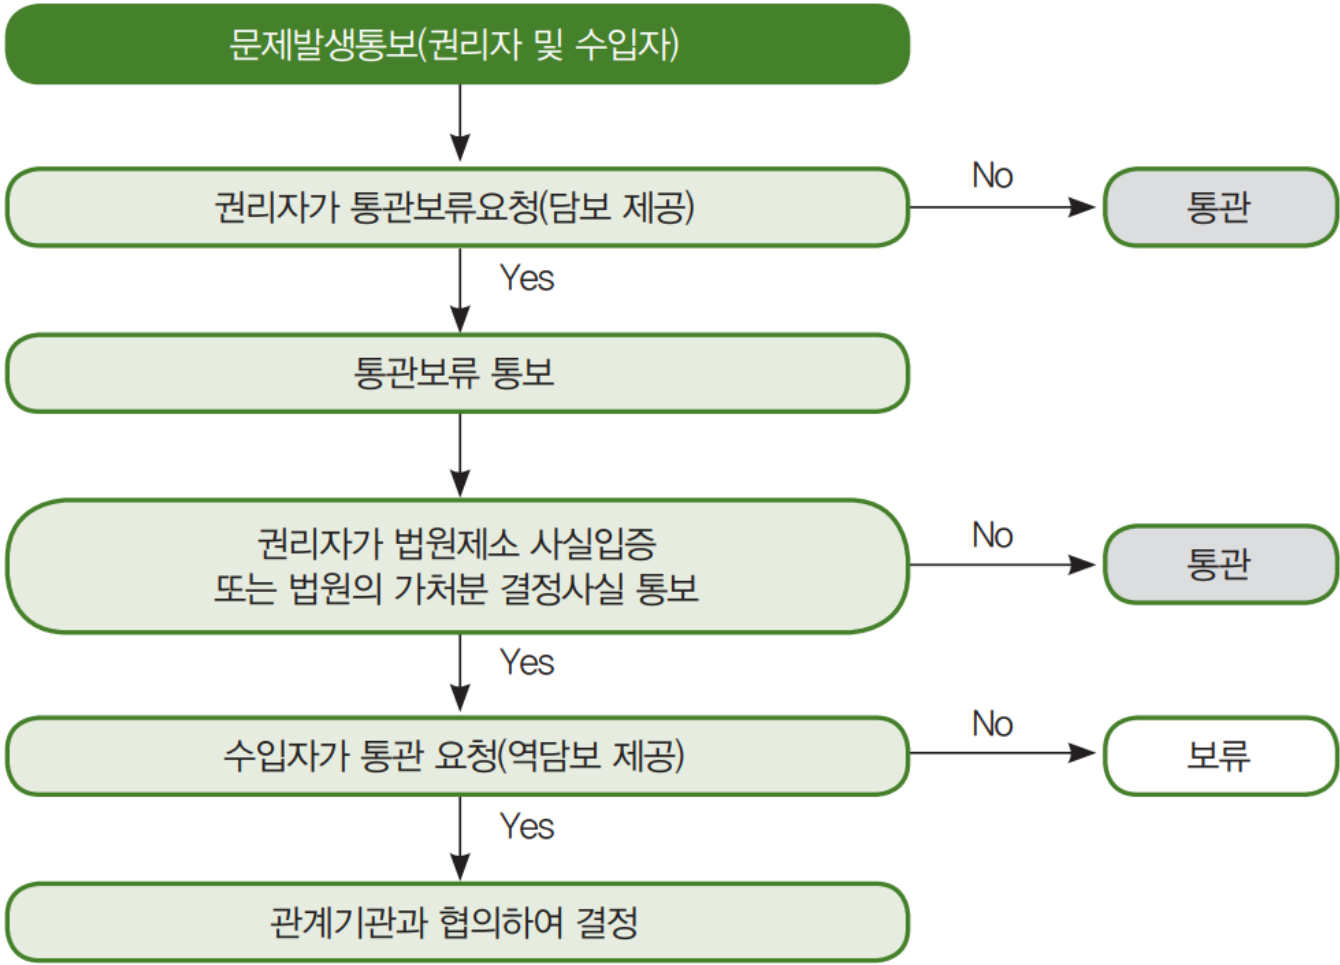 문제발생통보(권리자 및 수입자)
권리자가 통관보류요청(담보 제공)
No
통관
Yes
통관보류 통보
권리자가 법원제소 사실입증
또는 법원의 가처분 결정사실 통보
No
통관
Yes
수입자가 통관 요청(역담보 제공)
No
보류
Yes
관계기관과 협의하여 결정